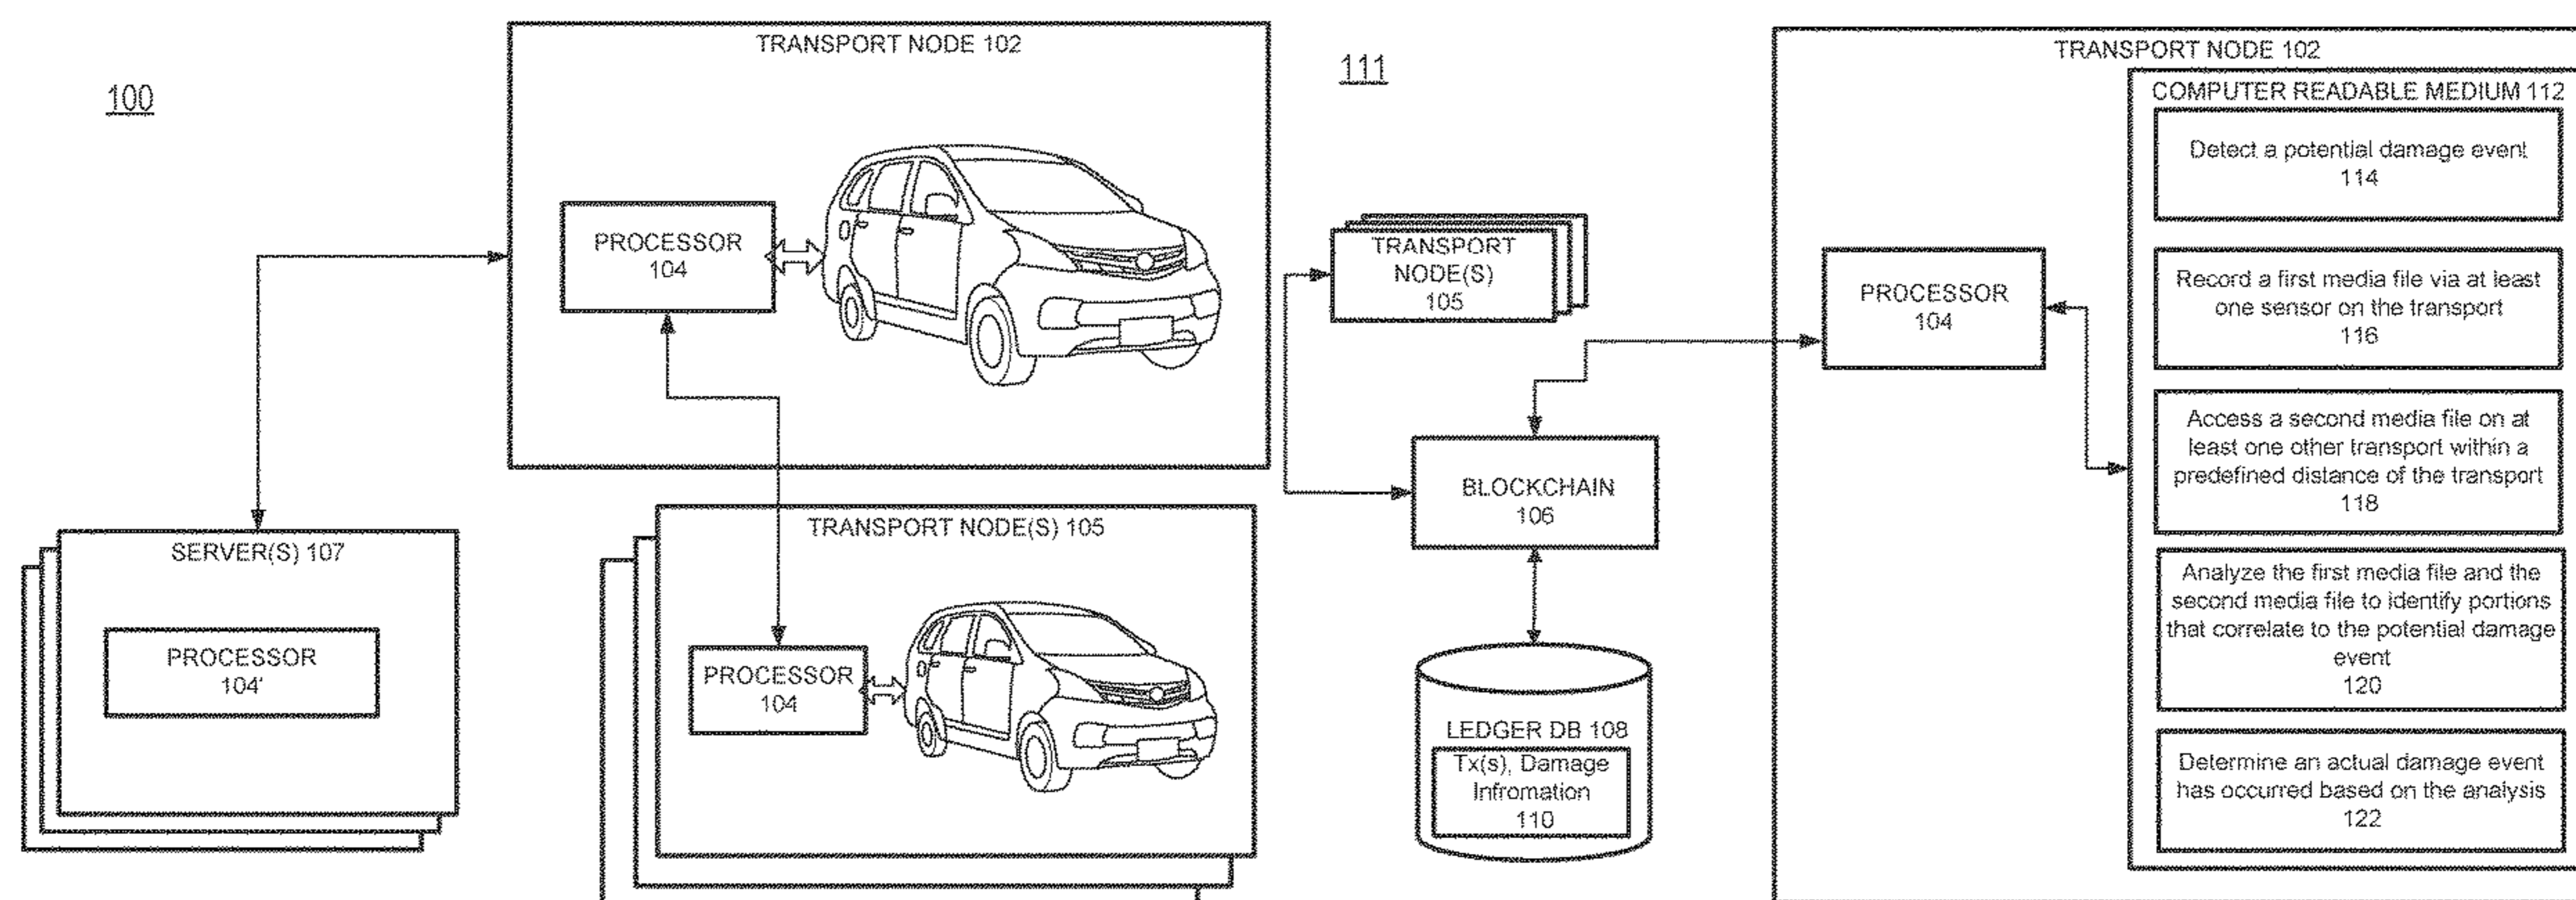 100
TRANSPORT NODE 102
PROCESSOR
104
SERVER(S) 107
PROCESSOR
104'
TRANSPORT NODE(S) 105
PROCESSOR
104
111
TRANSPORT
NODE(S)
105
BLOCKCHAIN
106
LEDGER DB 108
Tx(s), Damage
Infromation
110
TRANSPORT NODE 102
PROCESSOR
104
COMPUTER READABLE MEDIUM 112
Detect a potential damage event
114
Record a first media file via at least
one sensor on the transport
116
Access a second media file on at
least one other transport within a
predefined distance of the transport
118
Analyze the first media file and the
second media file to identify portions
that correlate to the potential damage
event
120
Determine an actual damage event
has occurred based on the analysis
122